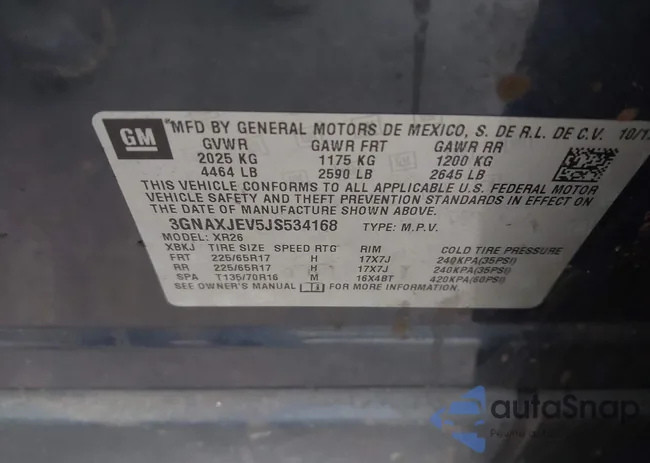 GM
*MFD BY GENERAL MOTORS DE MEXICO, S. DE R.L. DE C.V. 10/1
GVWR GAWR FRT GAWR RR
2025 KG 1175 KG 1200 KG
4464 LB 2590 LB 2645 LB
THIS VEHICLE CONFORMS TO ALL APPLICABLE U.S. FEDERAL MOTOR
VEHICLE SAFETY AND THEFT PREVENTION STANDARDS IN EFFECT ON
THE DATE OF MANUFACTURE SHOWN ABOVE.
3GNAXJEV5JS534168 TYPE: M.P.V.
MODEL: XR26
XBKJ TIRE SIZE SPEED RTG RIM COLD TIRE PRESSURE
FRT 225/65R17 H 17X7J 240KPA(35PSI)
RR 225/65R17 H 17X7J 240KPA(35PSI)
SPA T135/70R16 M 16X4BT 420KPA(60PSI)
SEE OWNER'S MANUAL FOR MORE INFORMATION.
autoSnap